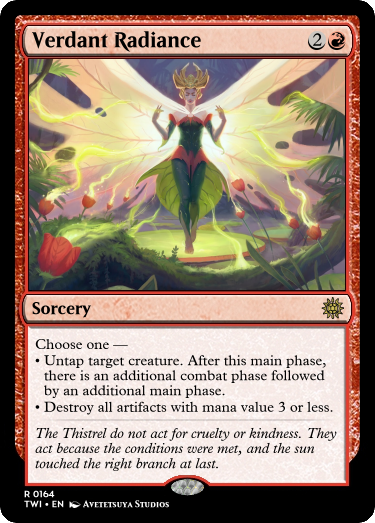 Verdant Radiance 2
Sorcery
Choose one —
• Untap target creature. After this main phase,
there is an additional combat phase followed
by an additional main phase.
• Destroy all artifacts with mana value 3 or less.
The Thistrel do not act for cruelty or kindness. They
act because the conditions were met, and the sun
touched the right branch at last.
R 0164
TWI • EN Avetetsuya Studios